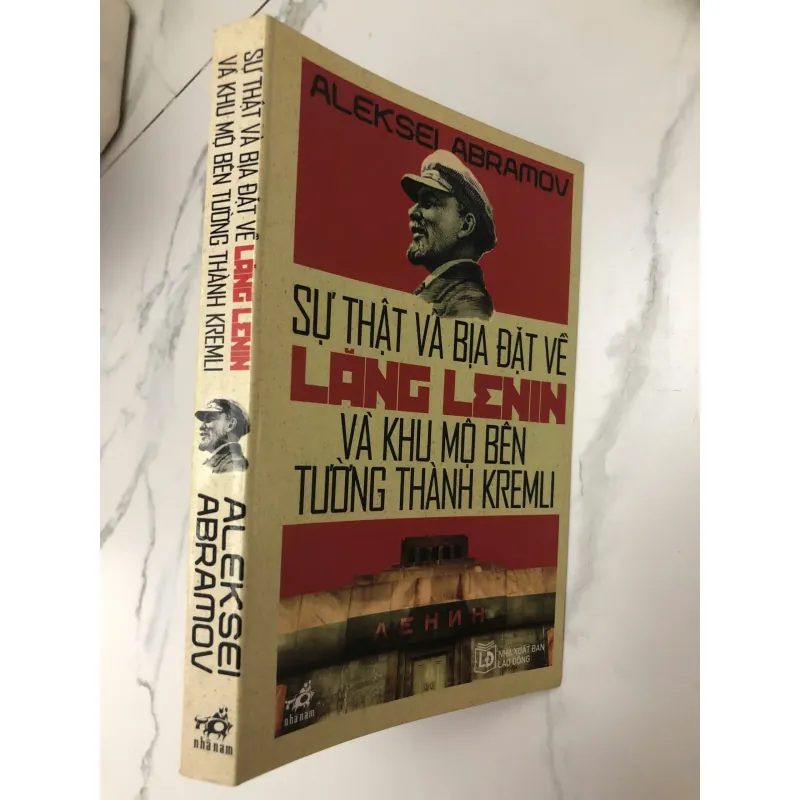 SỰ THẬT VÀ BỊA ĐẶT VỀ LĂNG LENIN
VÀ KHU MỘ BÊN TƯỜNG THÀNH KREMLI
ALEKSEI
ABRAMOV
nhã nam
ALEKSEI ABRAMOV
SỰ THẬT VÀ BỊA ĐẶT VỀ
LĂNG LENIN
VÀ KHU MỘ BÊN
TƯỜNG THÀNH KREMLI
ЛЕНИН
nhã nam
LĐ
NHÀ XUẤT BẢN
LAO ĐỘNG